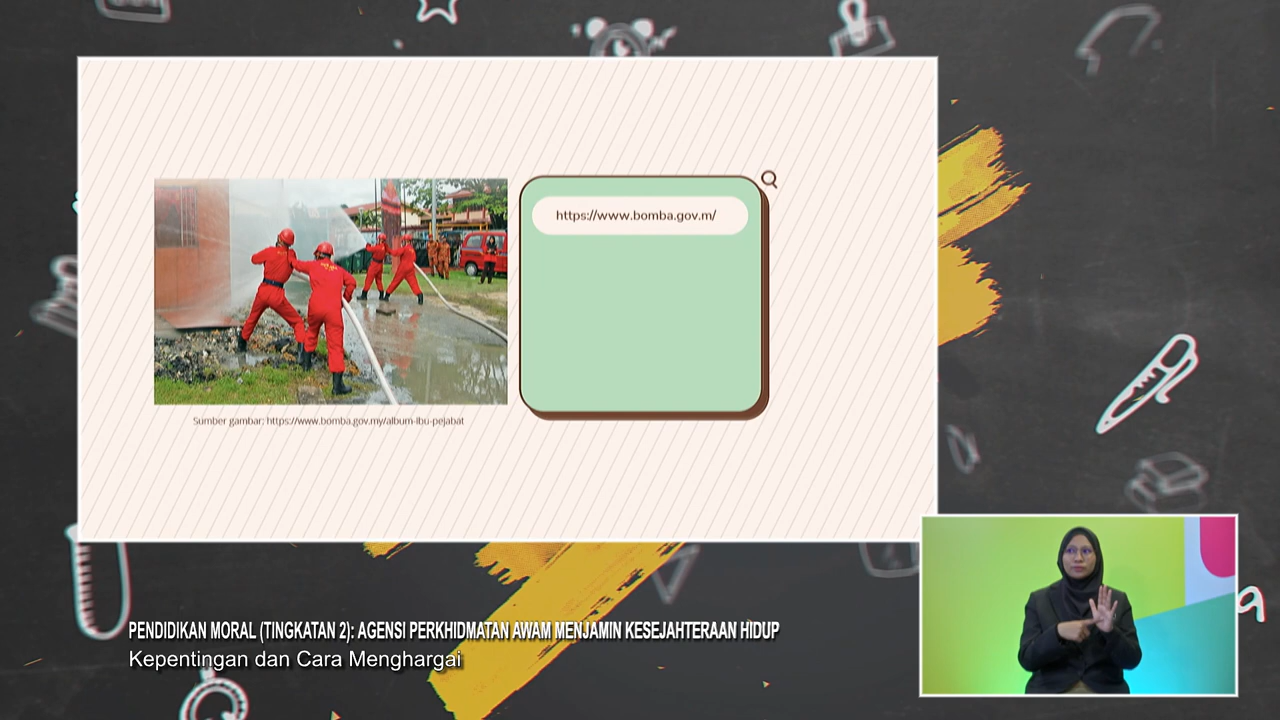 https://www.bomba.gov.m/
Sumber gambar: https://www.bomba.gov.my/album-ibu-pejabat
PENDIDIKAN MORAL (TINGKATAN 2): AGENSI PERKHIDMATAN AWAM MENJAMIN KESEJAHTERAAN HIDUP
Kepentingan dan Cara Menghargai